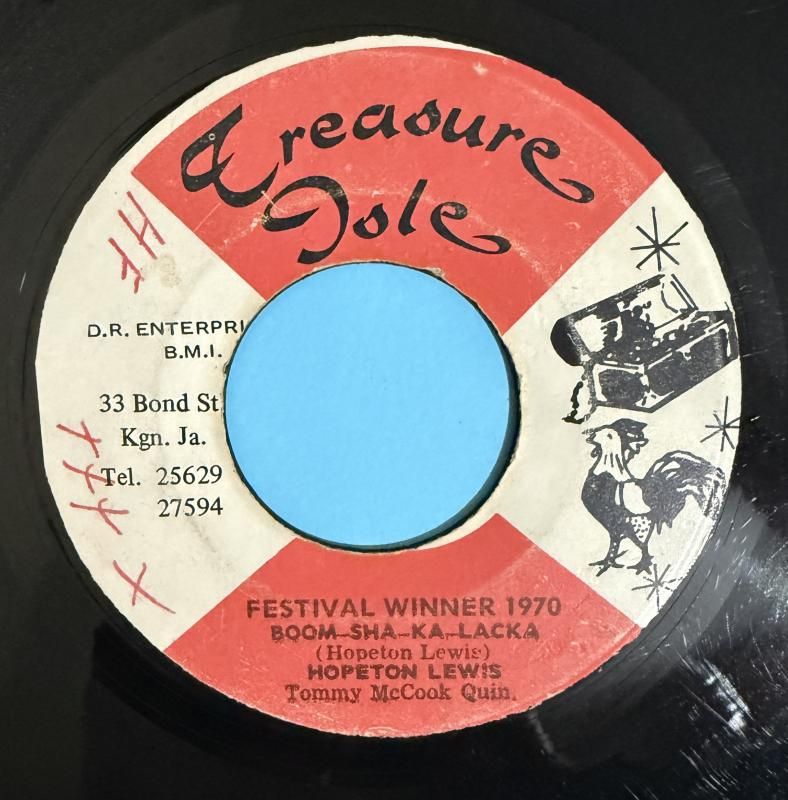 Treasure
Isle
HF
D.R. ENTERPRI
B.M.I.
33 Bond St
Kgn. Ja.
Tel. 25629
27594
FESTIVAL WINNER 1970
BOOM-SHA-KA-LACKA
(Hopeton Lewis)
HOPETON LEWIS
Tommy McCook Quin.